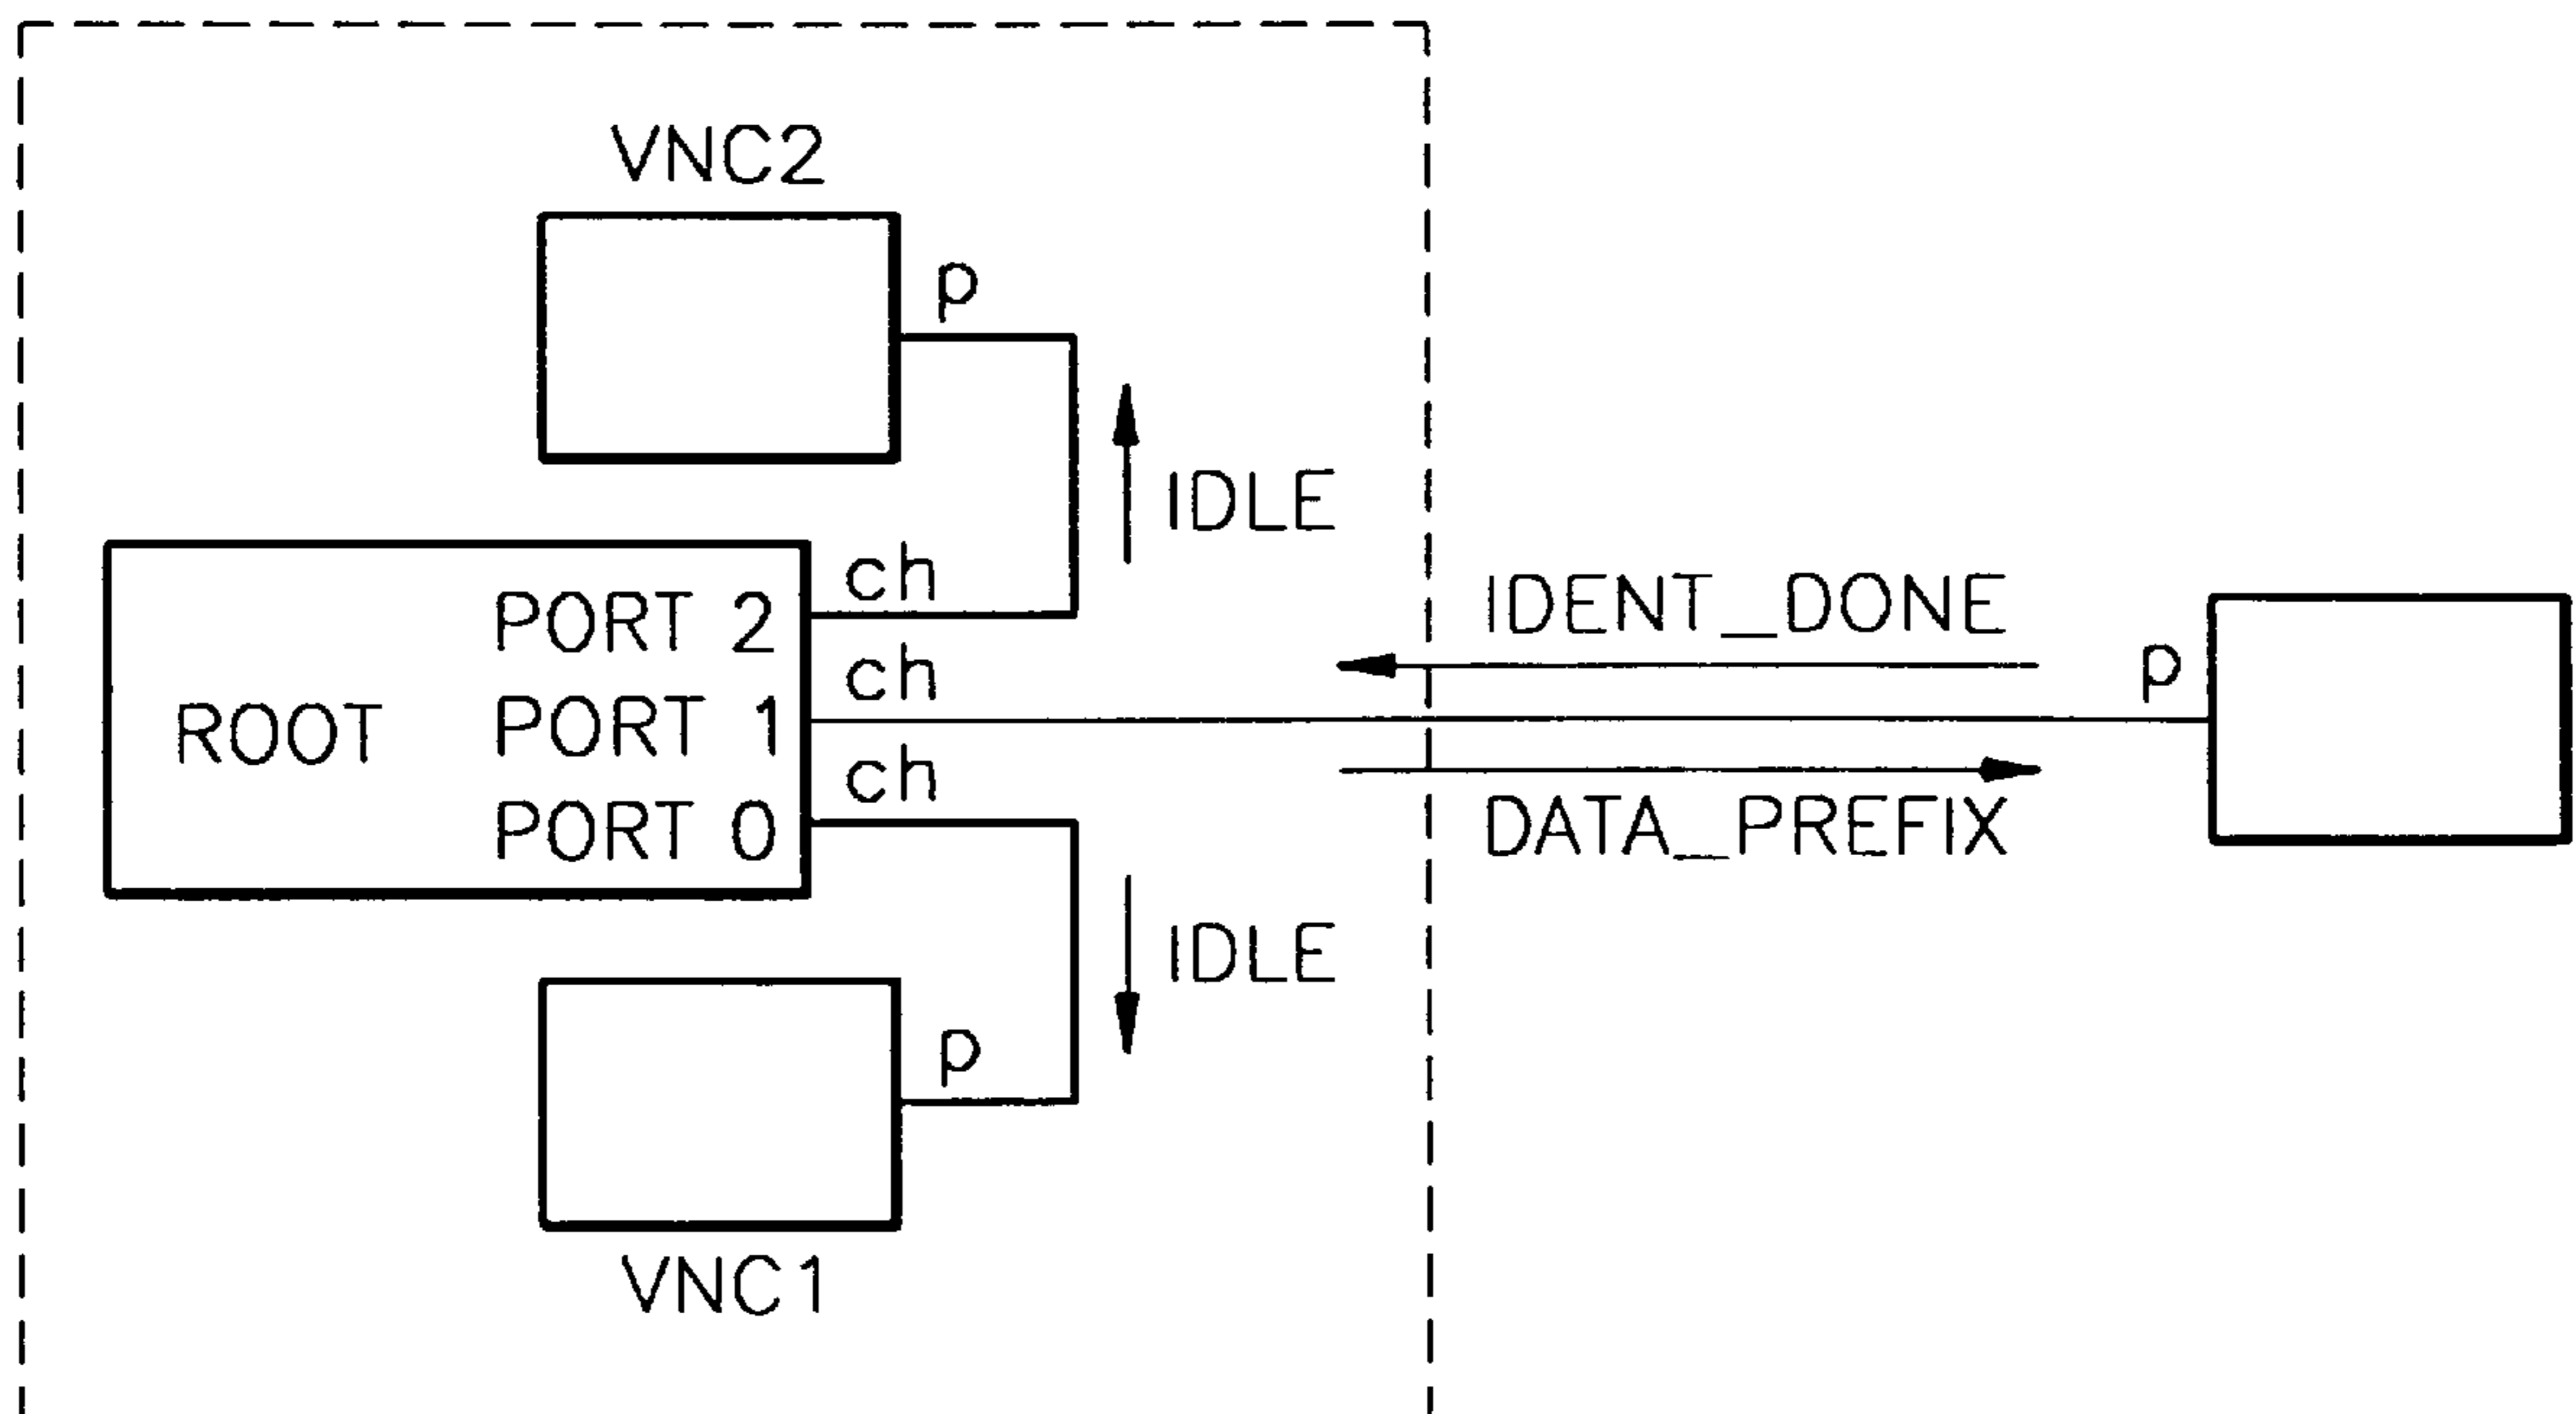 VNC2
p
IDLE
ch
PORT 2
IDENT_DONE
ch
p
ROOT
PORT 1
ch
PORT 0
DATA_PREFIX
IDLE
p
VNC1